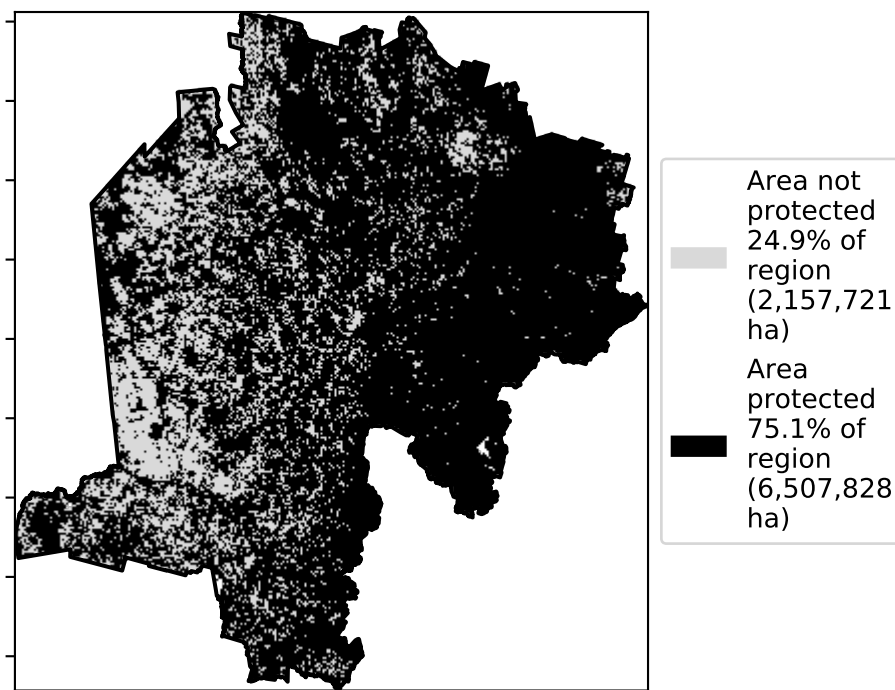 Area not
protected
24.9% of
region
(2,157,721
ha)
Area
protected
75.1% of
region
(6,507,828
ha)